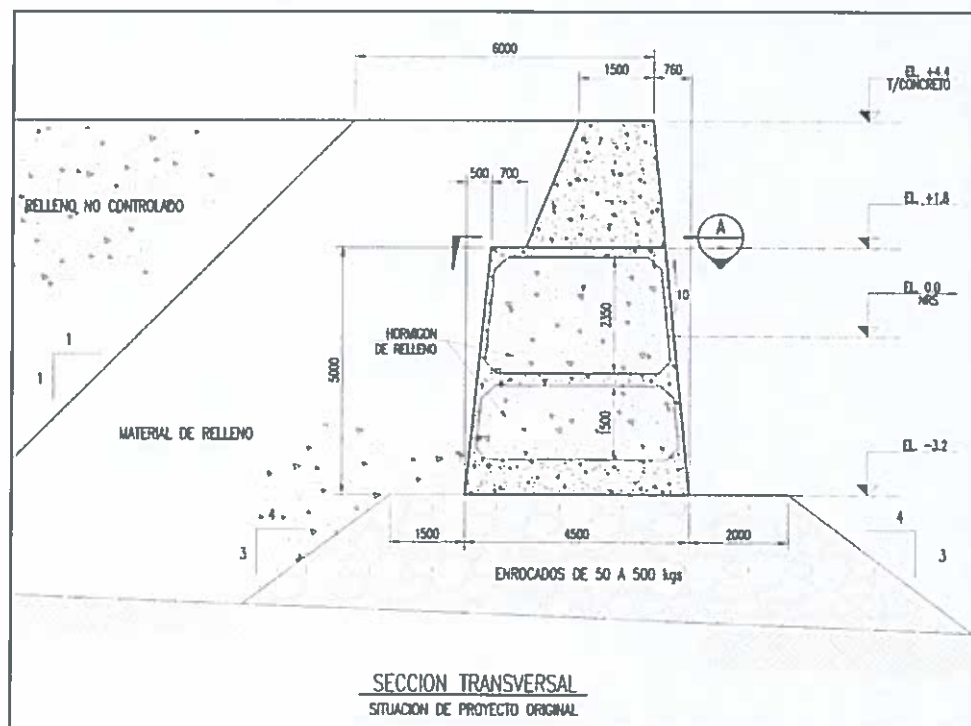 6000
1500 760
EL. +4.4
T/CONCRETO
500 700
RELLENO NO CONTROLADO
EL. +1.8
A
EL. 0.0
NRS
10
2350
HORMIGON
DE RELLENO
1
1
5000
1500
MATERIAL DE RELLENO
EL. -3.2
4
3
1500 4500 2000
4
3
ENROCADOS DE 50 A 500 kgs
SECCION TRANSVERSAL
SITUACION DE PROYECTO ORIGINAL